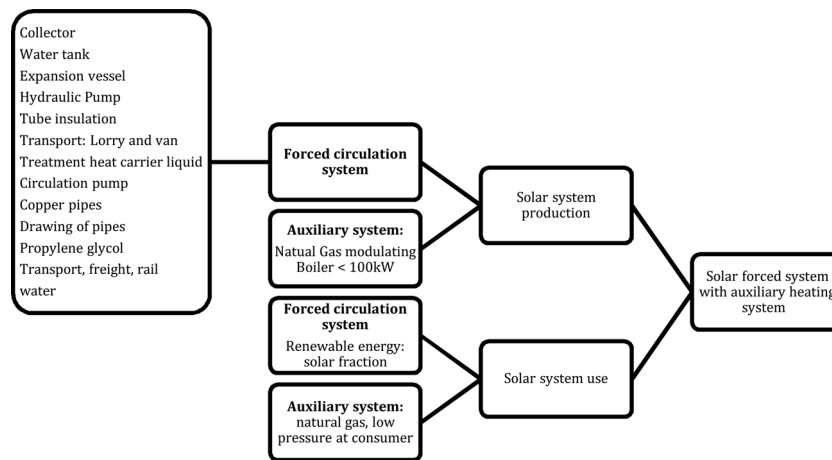 Collector
Water tank
Expansion vessel
Hydraulic Pump
Tube insulation
Transport: Lorry and van
Treatment heat carrier liquid
Circulation pump
Copper pipes
Drawing of pipes
Propylene glycol
Transport, freight, rail
water
Forced circulation
system
Auxiliary system:
Natual Gas modulating
Boiler < 100kW
Forced circulation
system
Renewable energy:
solar fraction
Auxiliary system:
natural gas, low
pressure at consumer
Solar system
production
Solar system use
Solar forced system
with auxiliary heating
system